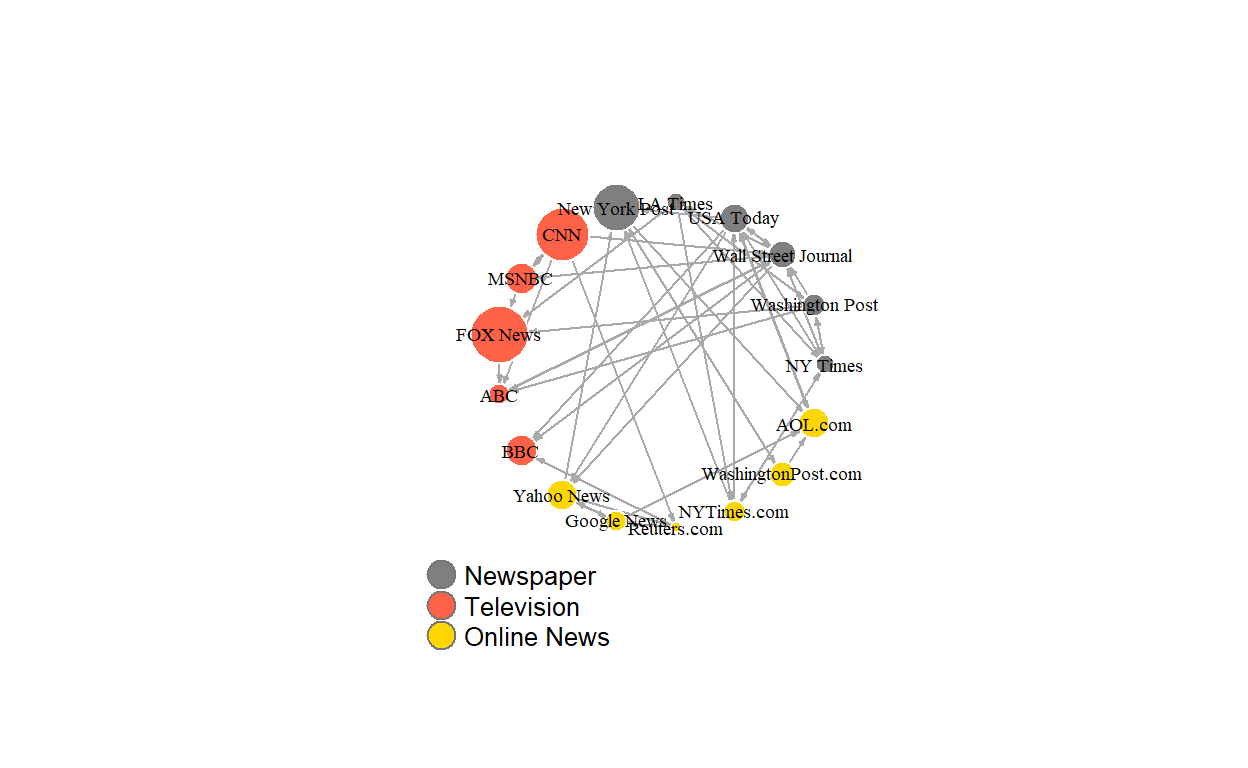 LA Times
New York Post
USA Today
CNN
Wall Street Journal
MSNBC
Washington Post
FOX News
NY Times
ABC
AOL.com
BBC
WashingtonPost.com
Yahoo News
NYTimes.com
Google News
Reuters.com
Newspaper
Television
Online News